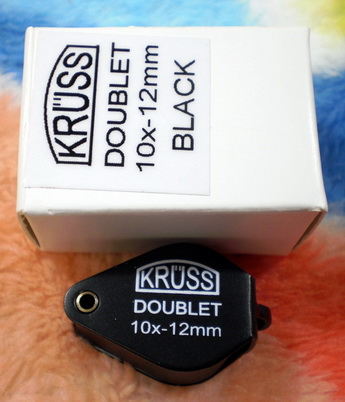 KRÜSS
DOUBLET
10x-12mm
BLACK
KRÜSS
DOUBLET
10x-12mm